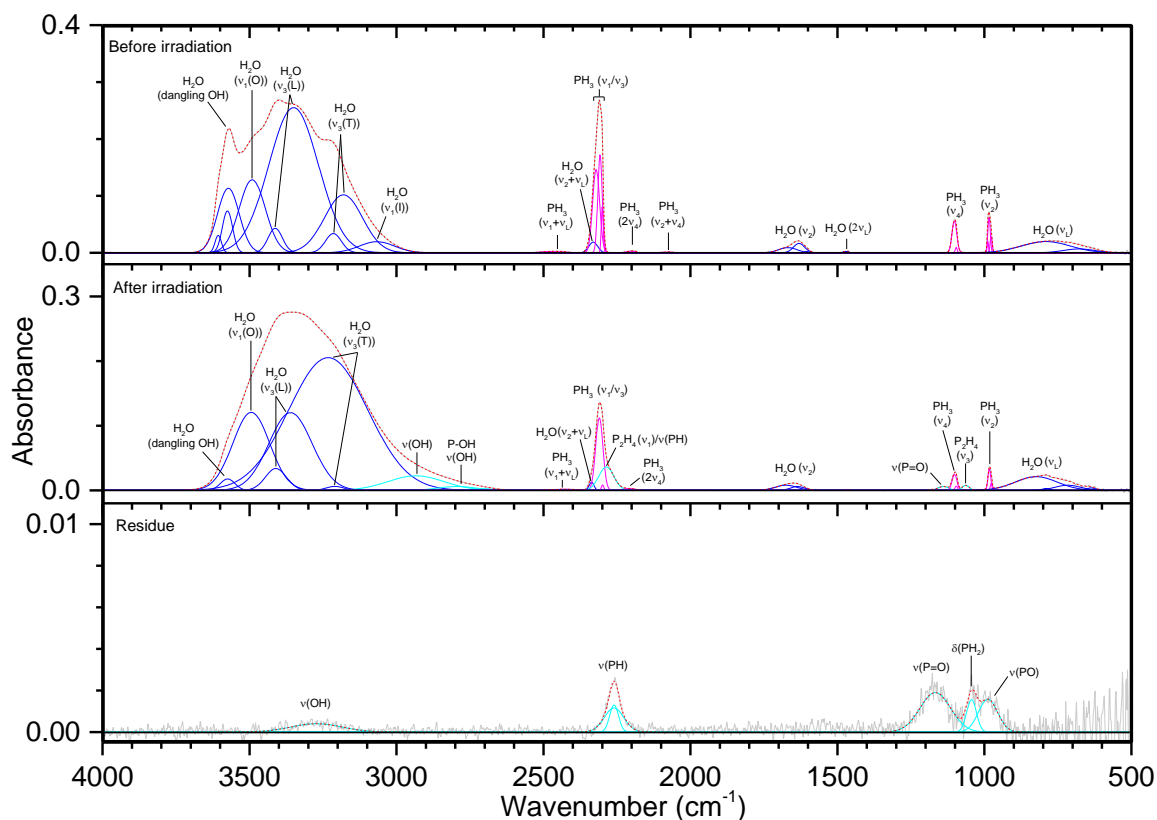 0.4
Before irradiation
H2O
(dangling OH)
H2O
(ν1(O))
H2O
(ν3(L))
H2O
(ν3(T))
H2O
(ν1(I))
PH3 (ν1/ν3)
H2O
(ν2+νL)
PH3
(ν1+νL)
PH3
(2ν4)
PH3
(ν2+ν4)
H2O (ν2)
H2O (2νL)
PH3
(ν4)
PH3
(ν2)
H2O (νL)
0.0
0.3
After irradiation
H2O
(dangling OH)
H2O
(ν1(O))
H2O
(ν3(L))
H2O
(ν3(T))
ν(OH)
P-OH
ν(OH)
PH3 (ν1/ν3)
H2O(ν2+νL)
PH3
(ν1+νL)
P2H4 (ν1)/ν(PH)
PH3
(2ν4)
H2O (ν2)
ν(P=O)
PH3
(ν4)
P2H4
(ν3)
PH3
(ν2)
H2O (νL)
0.0
0.01
Residue
ν(OH)
ν(PH)
ν(P=O)
δ(PH2)
ν(PO)
0.00
Absorbance
4000 3500 3000 2500 2000 1500 1000 500
Wavenumber (cm-1)